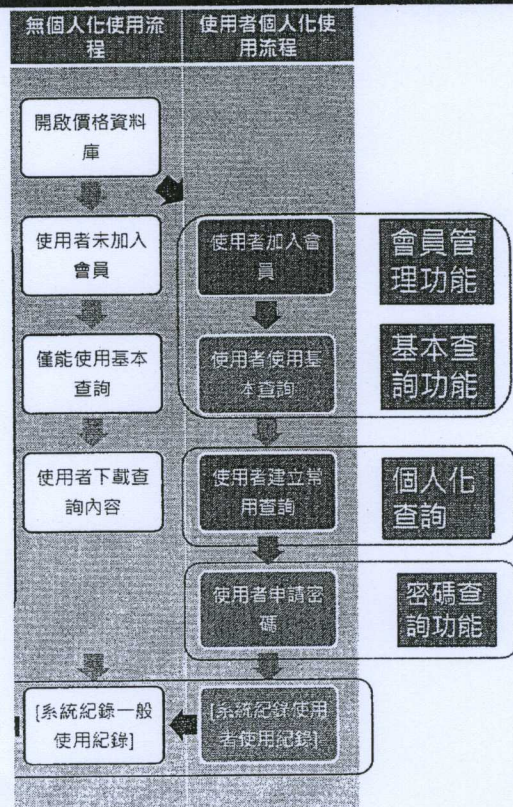 無個人化使用流
程
使用者個人化使
用流程
開啟價格資料
庫
使用者未加入
會員
使用者加入會
員
會員管
理功能
僅能使用基本
查詢
使用者使用基
本查詢
基本查
詢功能
使用者下載查
詢內容
使用者建立常
用查詢
個人化
查詢
使用者申請密
碼
密碼查
詢功能
[系統紀錄一般
使用紀錄]
[系統紀錄使用
者使用紀錄]